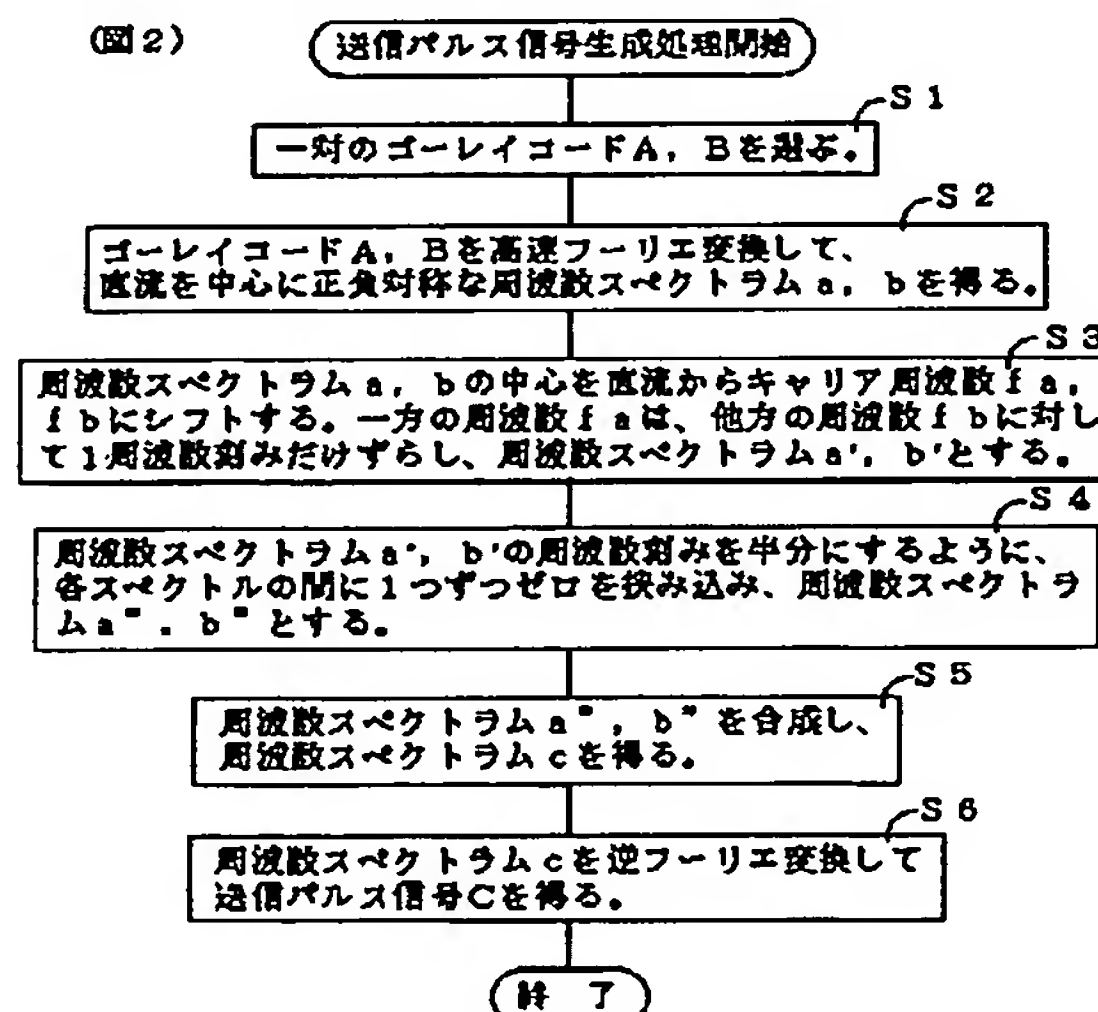 (図2)
送信パルス信号生成処理開始
S1
一対のゴーレイコードA，Bを選ぶ。
S2
ゴーレイコードA，Bを高速フーリエ変換して、
直流を中心に正負対称な周波数スペクトラムa，bを得る。
S3
周波数スペクトラムa，bの中心を直流からキャリア周波数fa，
fbにシフトする。一方の周波数faは、他方の周波数fbに対し
て1周波数刻みだけずらし、周波数スペクトラムa'，b'とする。
S4
周波数スペクトラムa'，b'の周波数刻みを半分にするように、
各スペクトルの間に1つずつゼロを挟み込み、周波数スペクトラ
ムa"，b"とする。
S5
周波数スペクトラムa"，b"を合成し、
周波数スペクトラムcを得る。
S6
周波数スペクトラムcを逆フーリエ変換して
送信パルス信号Cを得る。
終 了